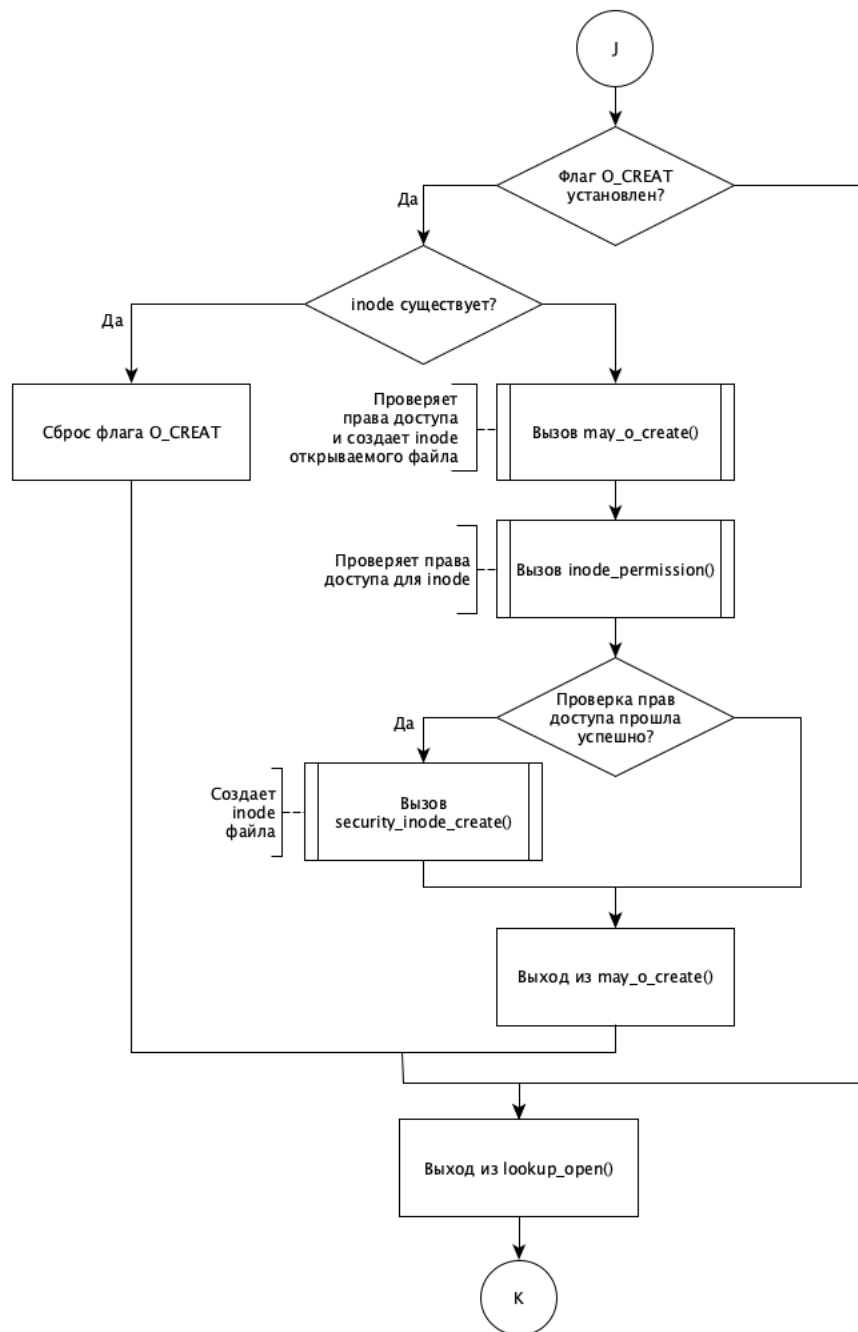 J
Флаг O_CREAT
установлен?
Да
inode существует?
Да
Сброс флага O_CREAT
Проверяет
права доступа
и создает inode
открываемого файла
Вызов may_o_create()
Проверяет права
доступа для inode
Вызов inode_permission()
Проверка прав
доступа прошла
успешно?
Да
Создает
inode
файла
Вызов
security_inode_create()
Выход из may_o_create()
Выход из lookup_open()
K